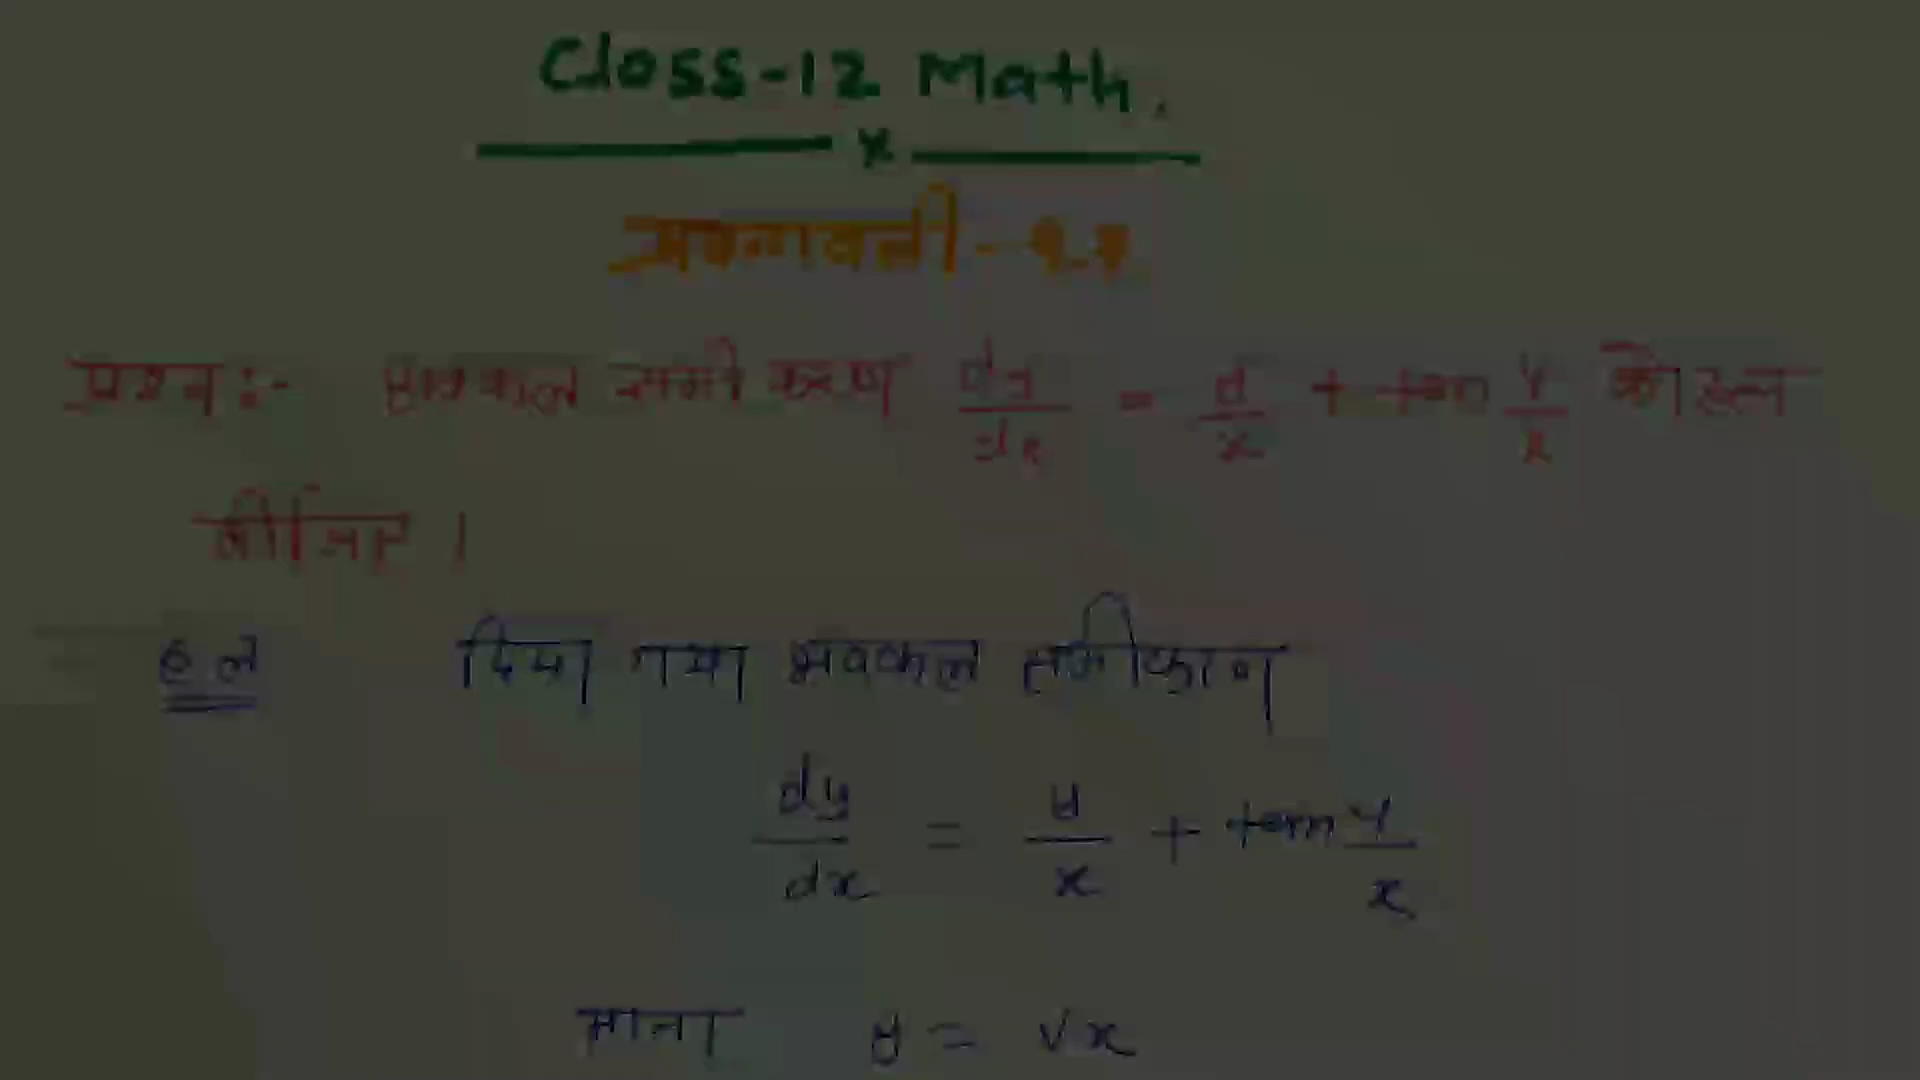 Class-12 Math.
x
प्रश्नावली - 9.4
प्रश्न :- अवकल समीकरण dy/dx = y/x + tan y/x को हल
कीजिए ।
हल दिया गया अवकल समीकरण
dy/dx = y/x + tan y/x
माना y = vx